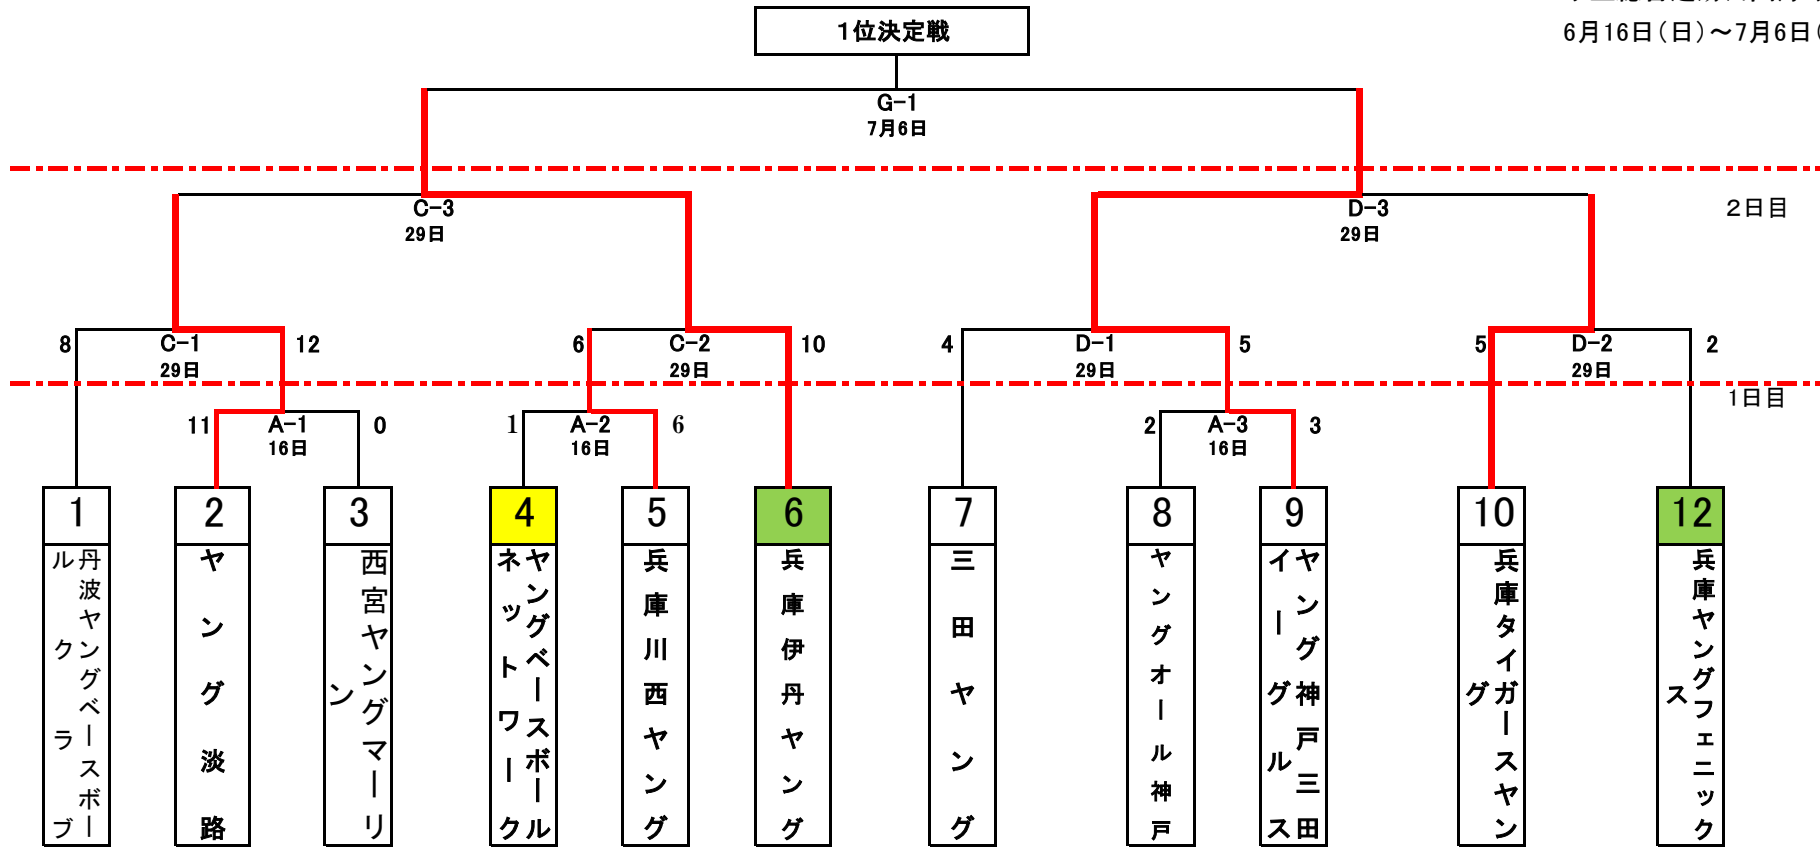 1位決定戦
6月16日(日)～7月6日(
G-1
7月6日
C-3
29日
D-3
29日
2日目
8
C-1
29日
12
6
C-2
29日
10
4
D-1
29日
5
5
D-2
29日
2
1日目
11
A-1
16日
0
1
A-2
16日
6
2
A-3
16日
3
1
2
3
4
5
6
7
8
9
10
12
丹波ヤングベースボー
ルクラブ
ヤング淡路
西宮ヤングマーリ
ン
ヤングベースボール
ネットワーク
兵庫川西ヤング
兵庫伊丹ヤング
三田ヤング
ヤングオール神戸
ヤング神戸三田
イーグルス
兵庫タイガースヤン
グ
兵庫ヤングフェニック
ス